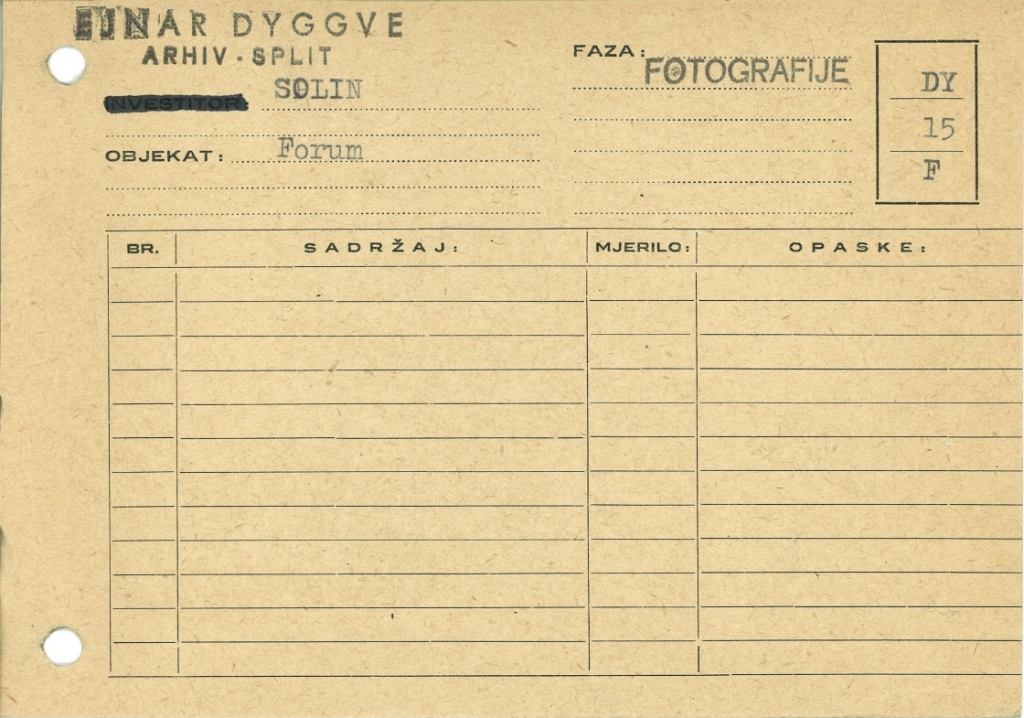 EJNAR DYGGVE
ARHIV · SPLIT
INVESTITOR SOLIN
OBJEKAT: Forum
FAZA: FOTOGRAFIJE
DY
15
F
BR. SADRŽAJ: MJERILO: OPASKE: